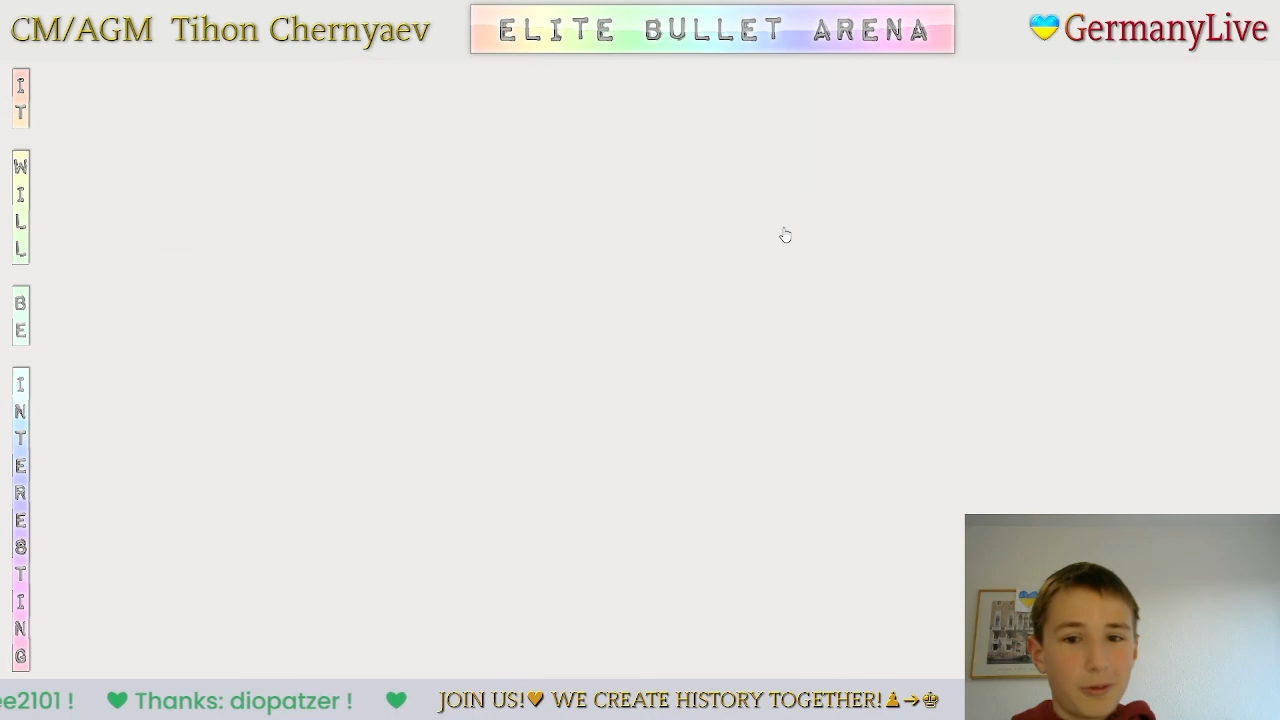 CM/AGM Tihon Chernyaev
ELITE BULLET ARENA
💙GermanyLive
IT
WILL
BE
INTERESTING
ee2101 ! 💚 Thanks: diopatzer ! 💚
JOIN US!🧡 WE CREATE HISTORY TOGETHER!♟→♚